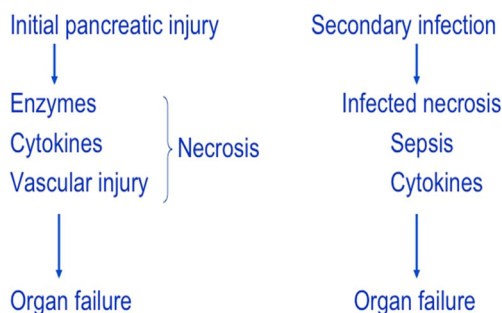 Initial pancreatic injury
Enzymes
Cytokines
Vascular injury
Necrosis
Organ failure
Secondary infection
Infected necrosis
Sepsis
Cytokines
Organ failure